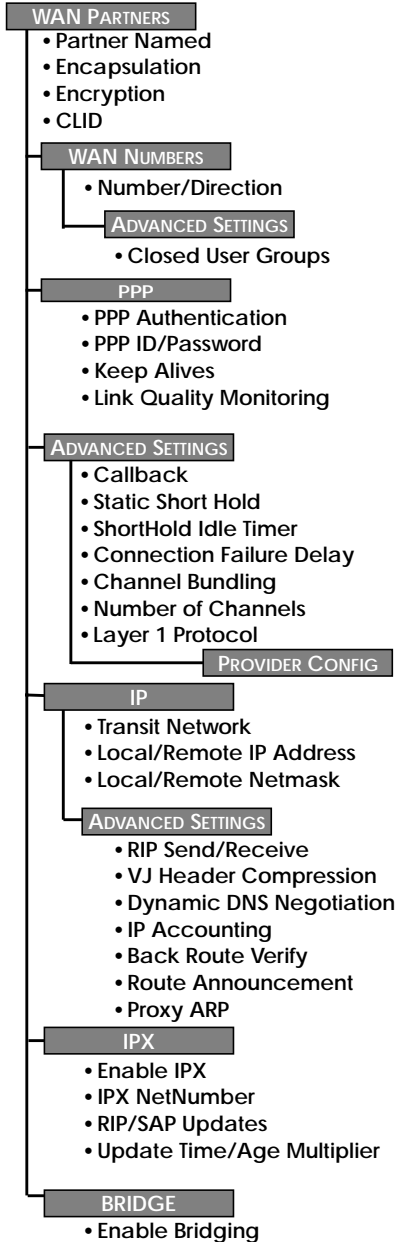 WAN PARTNERS
• Partner Named
• Encapsulation
• Encryption
• CLID
WAN NUMBERS
• Number/Direction
ADVANCED SETTINGS
• Closed User Groups
PPP
• PPP Authentication
• PPP ID/Password
• Keep Alives
• Link Quality Monitoring
ADVANCED SETTINGS
• Callback
• Static Short Hold
• ShortHold Idle Timer
• Connection Failure Delay
• Channel Bundling
• Number of Channels
• Layer 1 Protocol
PROVIDER CONFIG
IP
• Transit Network
• Local/Remote IP Address
• Local/Remote Netmask
ADVANCED SETTINGS
• RIP Send/Receive
• VJ Header Compression
• Dynamic DNS Negotiation
• IP Accounting
• Back Route Verify
• Route Announcement
• Proxy ARP
IPX
• Enable IPX
• IPX NetNumber
• RIP/SAP Updates
• Update Time/Age Multiplier
BRIDGE
• Enable Bridging